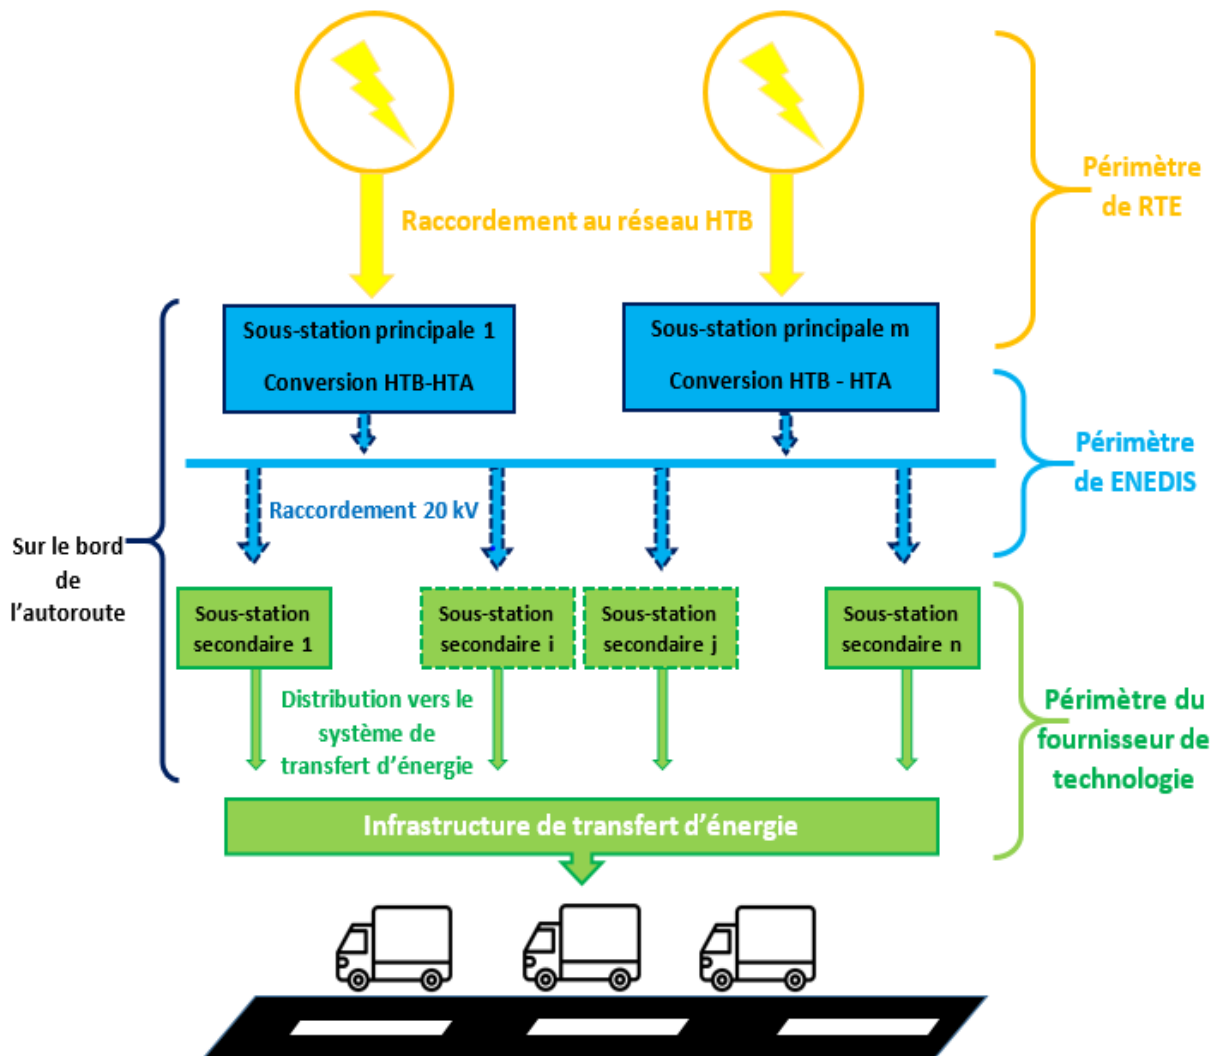 Périmètre
de RTE
Raccordement au réseau HTB
Sous-station principale 1
Conversion HTB-HTA
Sous-station principale m
Conversion HTB - HTA
Périmètre
de ENEDIS
Raccordement 20 kV
Sur le bord
de
l’autoroute
Sous-station
secondaire 1
Sous-station
secondaire i
Sous-station
secondaire j
Sous-station
secondaire n
Distribution vers le
système de
transfert d’énergie
Périmètre du
fournisseur de
technologie
Infrastructure de transfert d’énergie